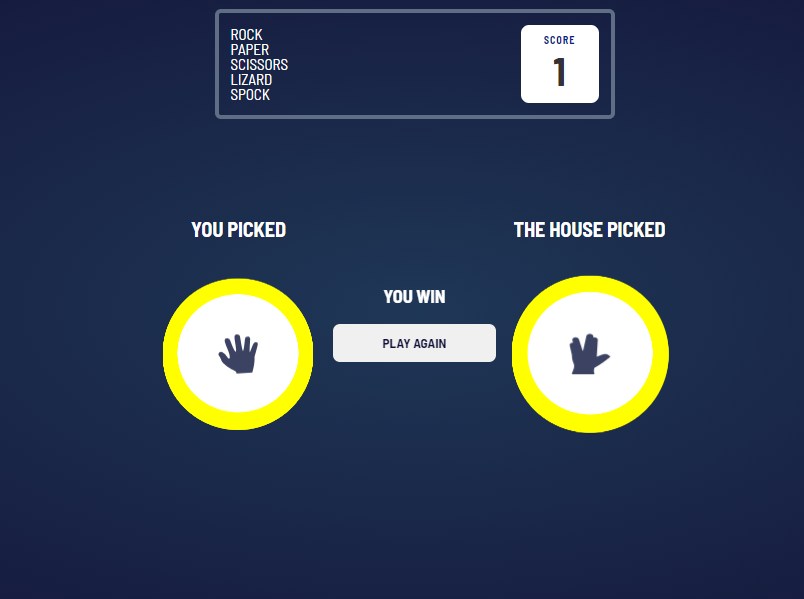 ROCK
PAPER
SCISSORS
LIZARD
SPOCK
SCORE
1
YOU PICKED
THE HOUSE PICKED
YOU WIN
PLAY AGAIN